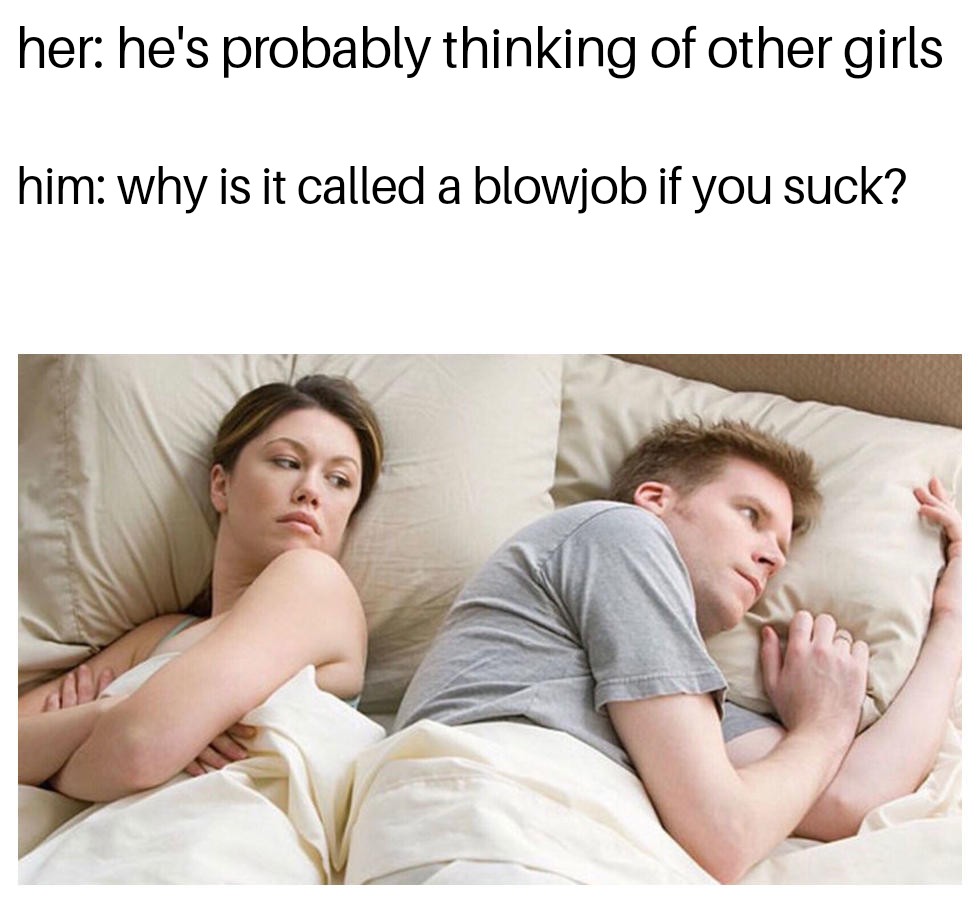 her: he's probably thinking of other girls
him: why is it called a blowjob if you suck?